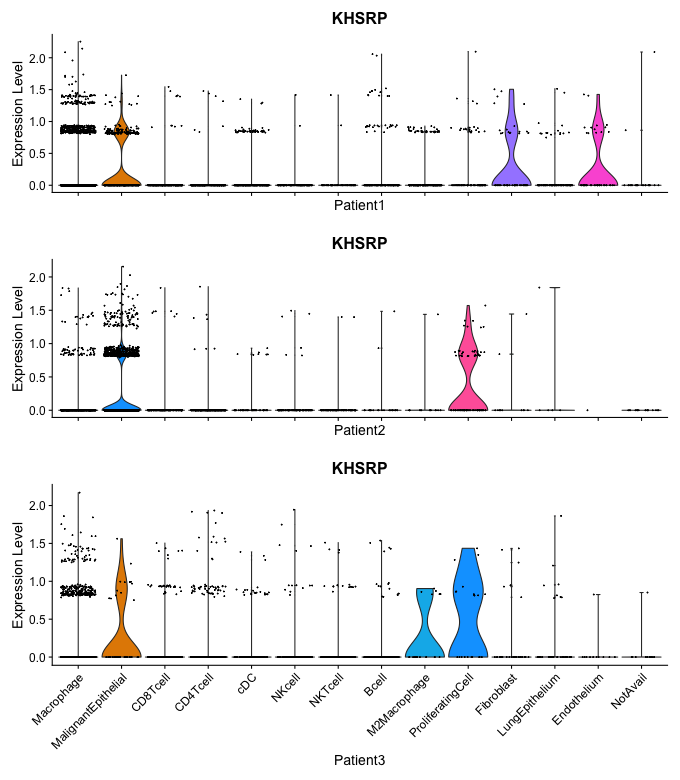 KHSRP
Expression Level
2.0
1.5
1.0
0.5
0.0
Patient1
KHSRP
Expression Level
2.0
1.5
1.0
0.5
0.0
Patient2
KHSRP
Expression Level
2.0
1.5
1.0
0.5
0.0
Macrophage
MalignantEpithelial
CD8Tcell
CD4Tcell
cDC
NKcell
NKTcell
Bcell
M2Macrophage
ProliferatingCell
Fibroblast
LungEpithelium
Endothelium
NotAvail
Patient3